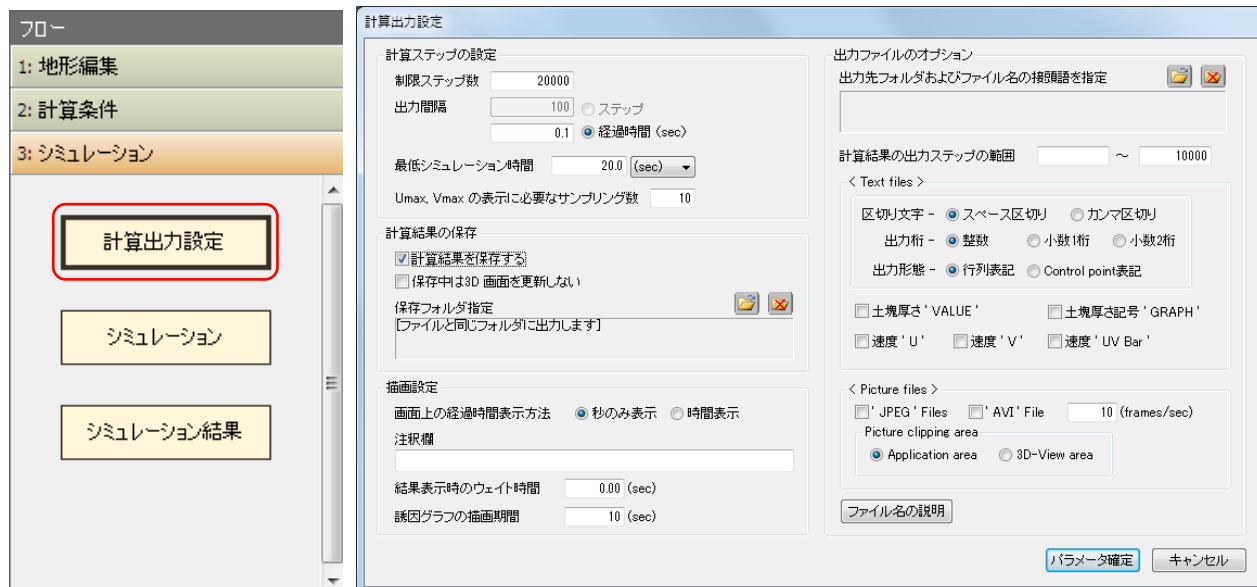 フロー
1: 地形編集
2: 計算条件
3: シミュレーション
計算出力設定
シミュレーション
シミュレーション結果
計算出力設定
計算ステップの設定
制限ステップ数 20000
出力間隔 100 ステップ
0.1 経過時間 (sec)
最低シミュレーション時間 20.0 (sec)
Umax, Vmax の表示に必要なサンプリング数 10
計算結果の保存
計算結果を保存する
保存中は3D 画面を更新しない
保存フォルダ指定
[ファイルと同じフォルダに出力します]
描画設定
画面上の経過時間表示方法 秒のみ表示 時間表示
注釈欄
結果表示時のウェイト時間 0.00 (sec)
誘因グラフの描画期間 10 (sec)
出力ファイルのオプション
出力先フォルダおよびファイル名の接頭語を指定
計算結果の出力ステップの範囲 ～ 10000
< Text files >
区切り文字 - スペース区切り カンマ区切り
出力桁 - 整数 小数1桁 小数2桁
出力形態 - 行列表記 Control point表記
土塊厚さ ' VALUE ' 土塊厚さ記号 ' GRAPH '
速度 ' U ' 速度 ' V ' 速度 ' UV Bar '
< Picture files >
' JPEG ' Files ' AVI ' File 10 (frames/sec)
Picture clipping area
Application area 3D-View area
ファイル名の説明
パラメータ確定 キャンセル